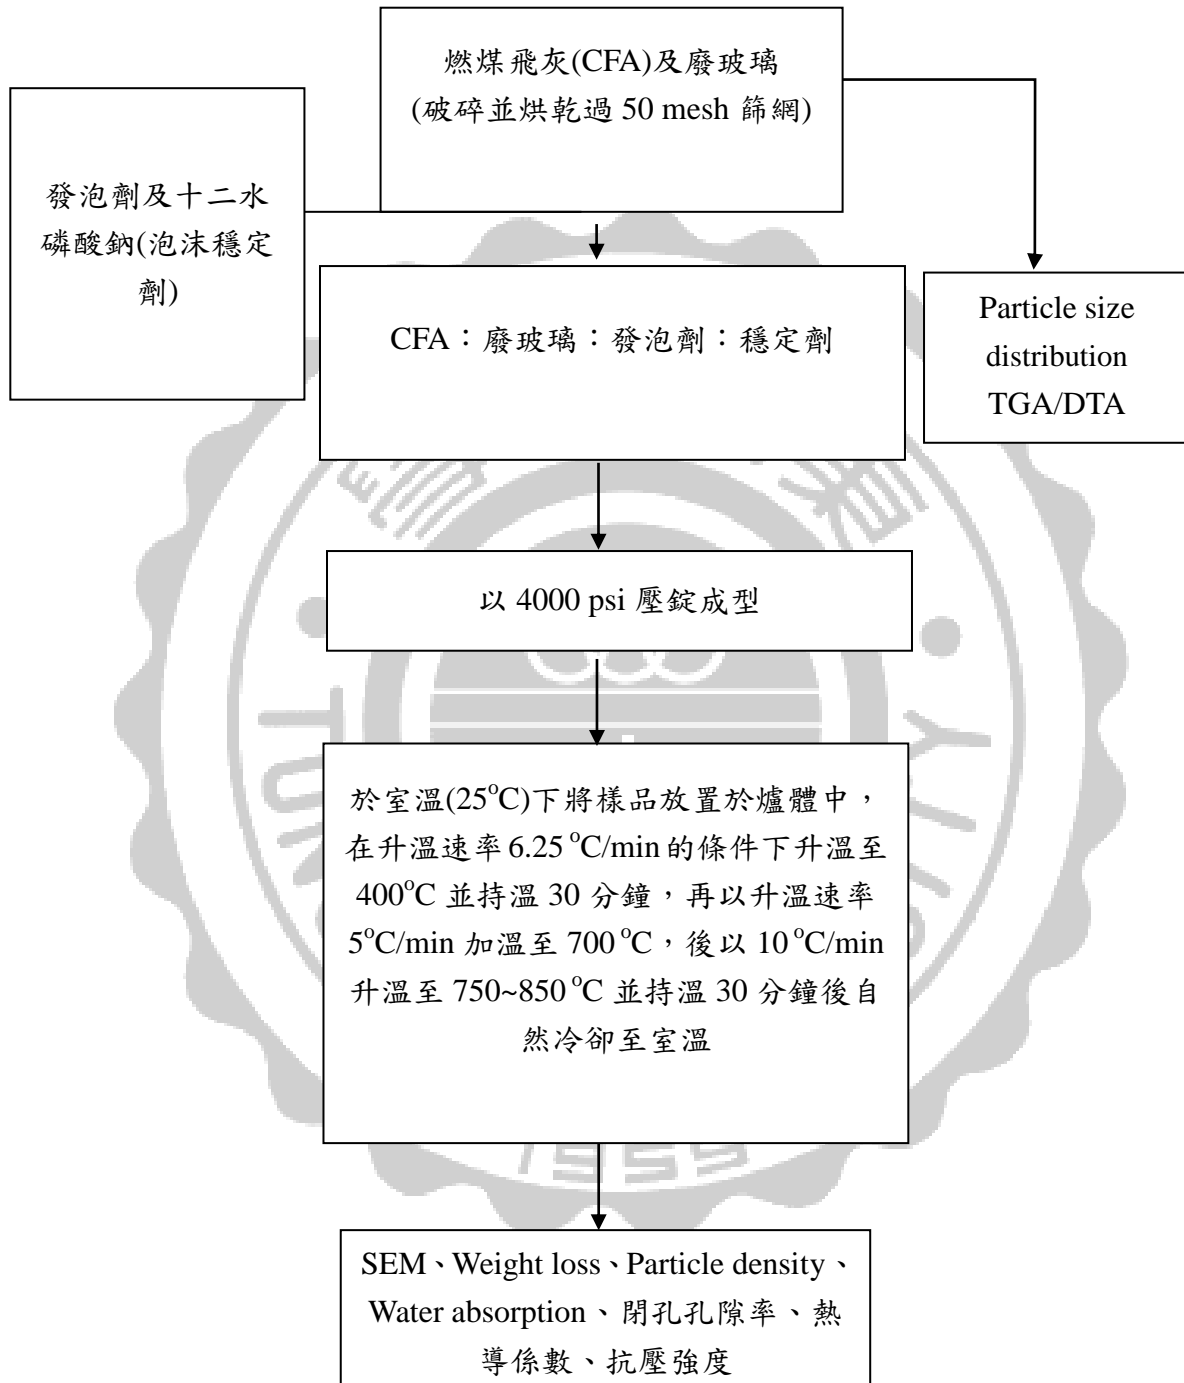 燃煤飛灰(CFA)及廢玻璃
(破碎並烘乾過 50 mesh 篩網)
發泡劑及十二水
磷酸鈉(泡沫穩定
劑)
CFA：廢玻璃：發泡劑：穩定劑
Particle size
distribution
TGA/DTA
以 4000 psi 壓錠成型
於室溫(25°C)下將樣品放置於爐體中，
在升溫速率 6.25 °C/min 的條件下升溫至
400°C 並持溫 30 分鐘，再以升溫速率
5°C/min 加溫至 700 °C，後以 10 °C/min
升溫至 750~850 °C 並持溫 30 分鐘後自
然冷卻至室溫
SEM、Weight loss、Particle density、
Water absorption、閉孔孔隙率、熱
導係數、抗壓強度
1955